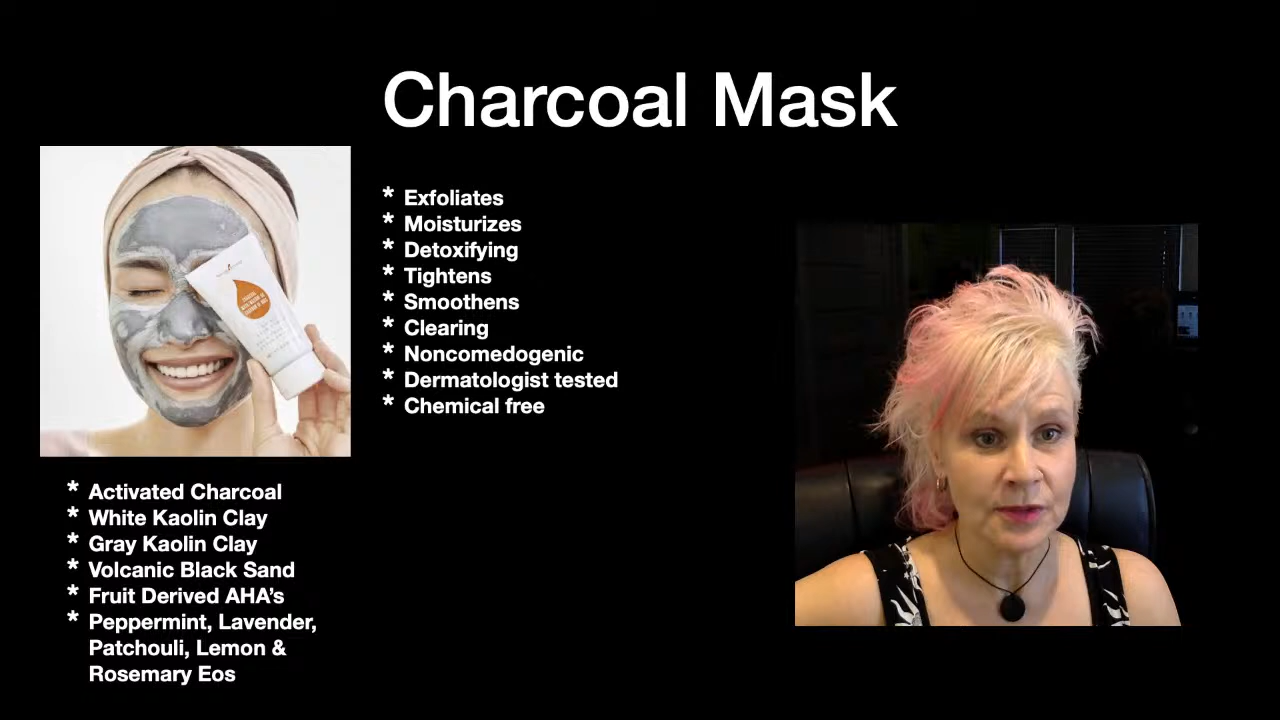 Charcoal Mask
* Exfoliates
* Moisturizes
* Detoxifying
* Tightens
* Smoothens
* Clearing
* Noncomedogenic
* Dermatologist tested
* Chemical free
* Activated Charcoal
* White Kaolin Clay
* Gray Kaolin Clay
* Volcanic Black Sand
* Fruit Derived AHA’s
* Peppermint, Lavender,
Patchouli, Lemon &
Rosemary Eos